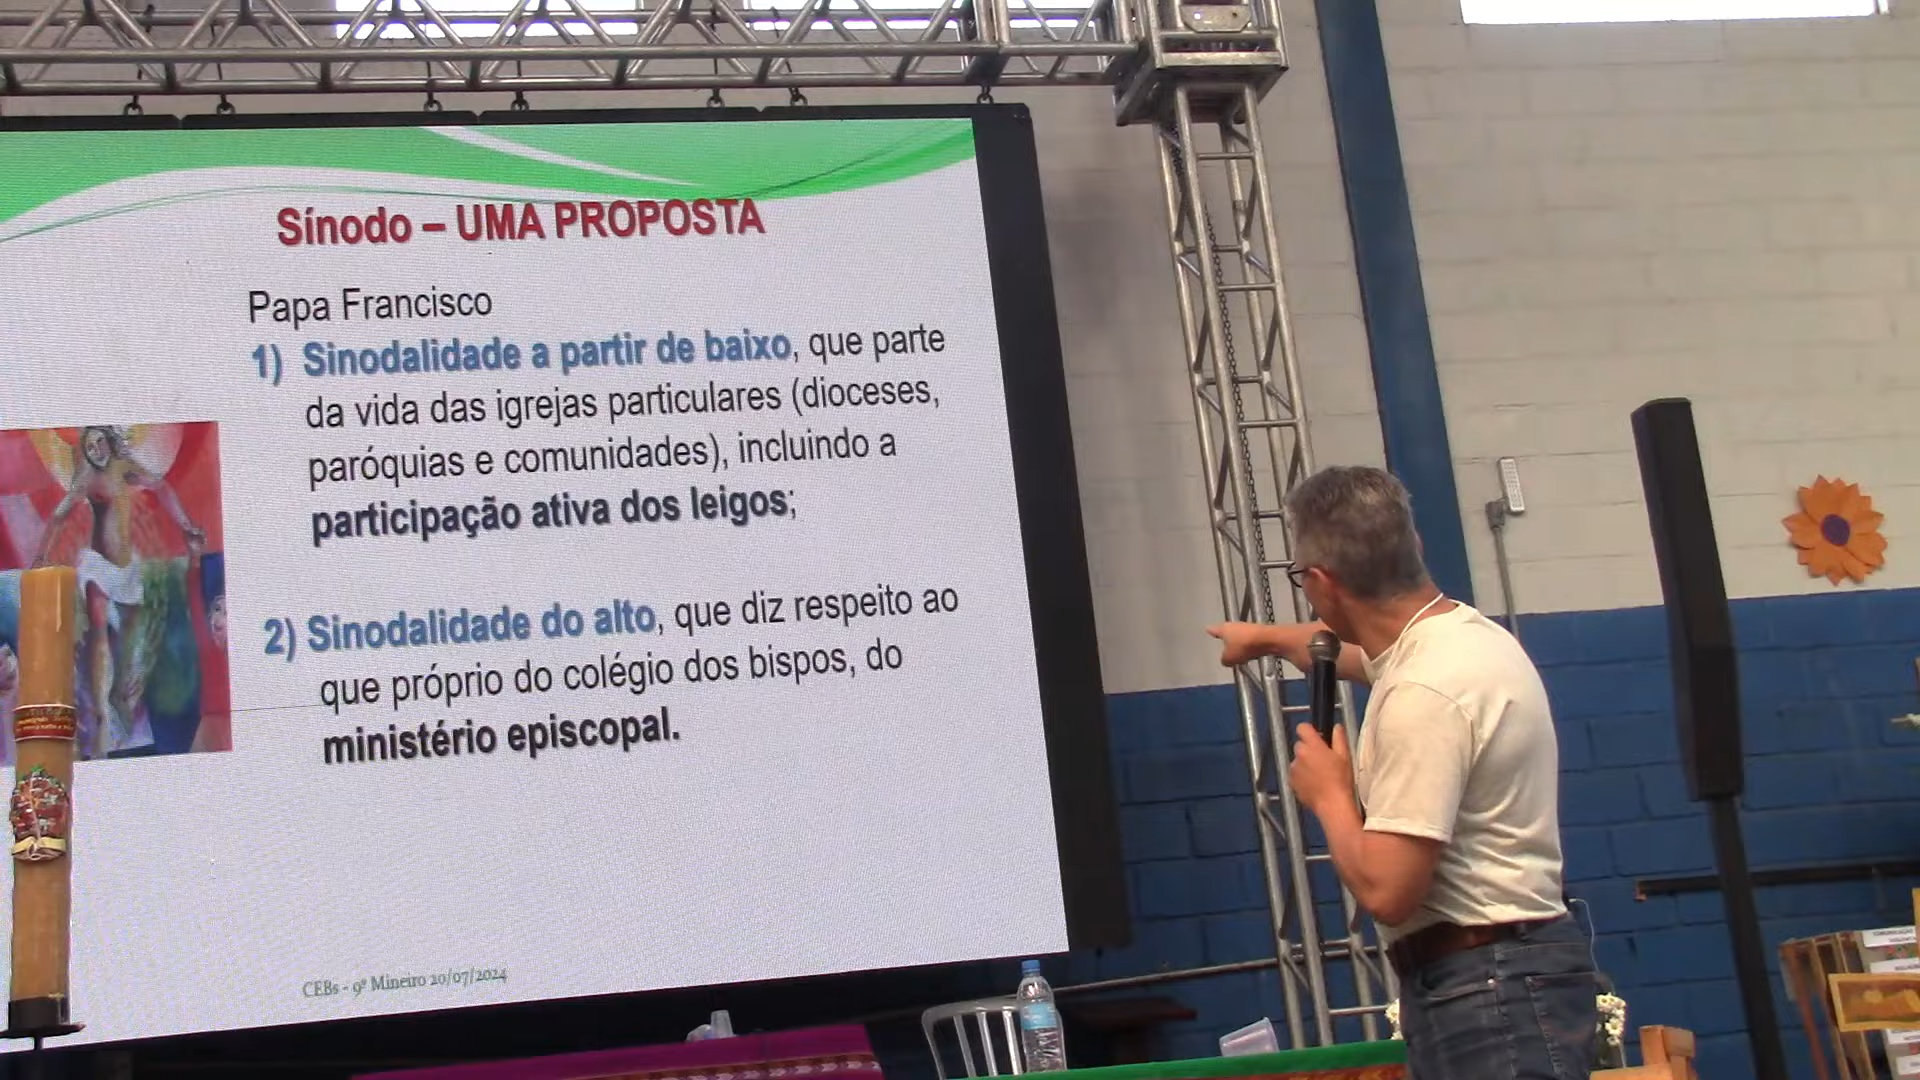 Sínodo – UMA PROPOSTA
Papa Francisco
1) Sinodalidade a partir de baixo, que parte
da vida das igrejas particulares (dioceses,
paróquias e comunidades), incluindo a
participação ativa dos leigos;
2) Sinodalidade do alto, que diz respeito ao
que próprio do colégio dos bispos, do
ministério episcopal.
CEBs - 9º Mineiro 20/07/2024